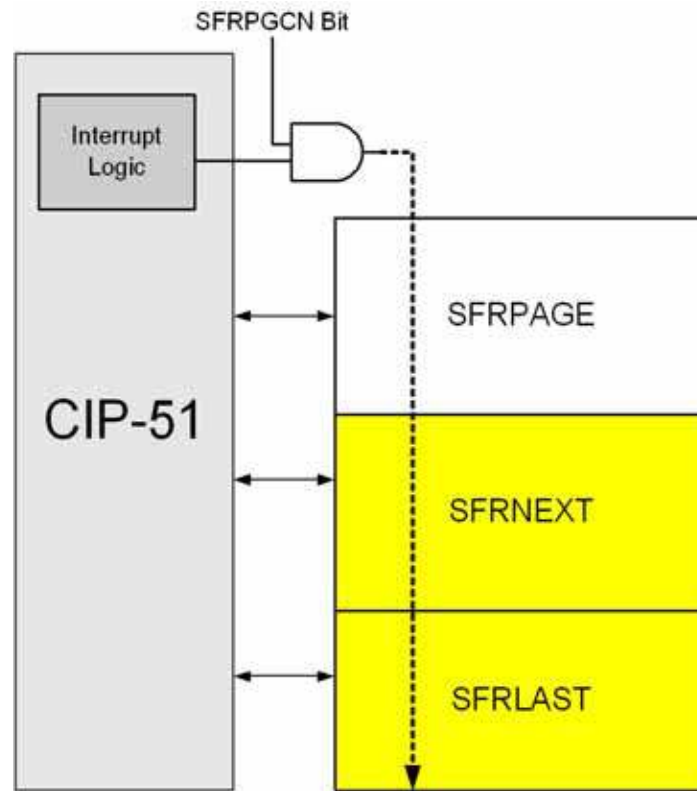 SFRPGCN Bit
Interrupt
Logic
CIP-51
SFRPAGE
SFRNEXT
SFRLAST